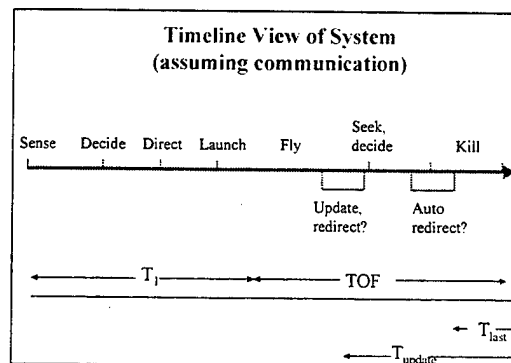 Timeline View of System
(assuming communication)
Seek,
Sense Decide Direct Launch Fly decide Kill
Update, Auto
redirect? redirect?
T1 TOF
Tlast
Tupdate